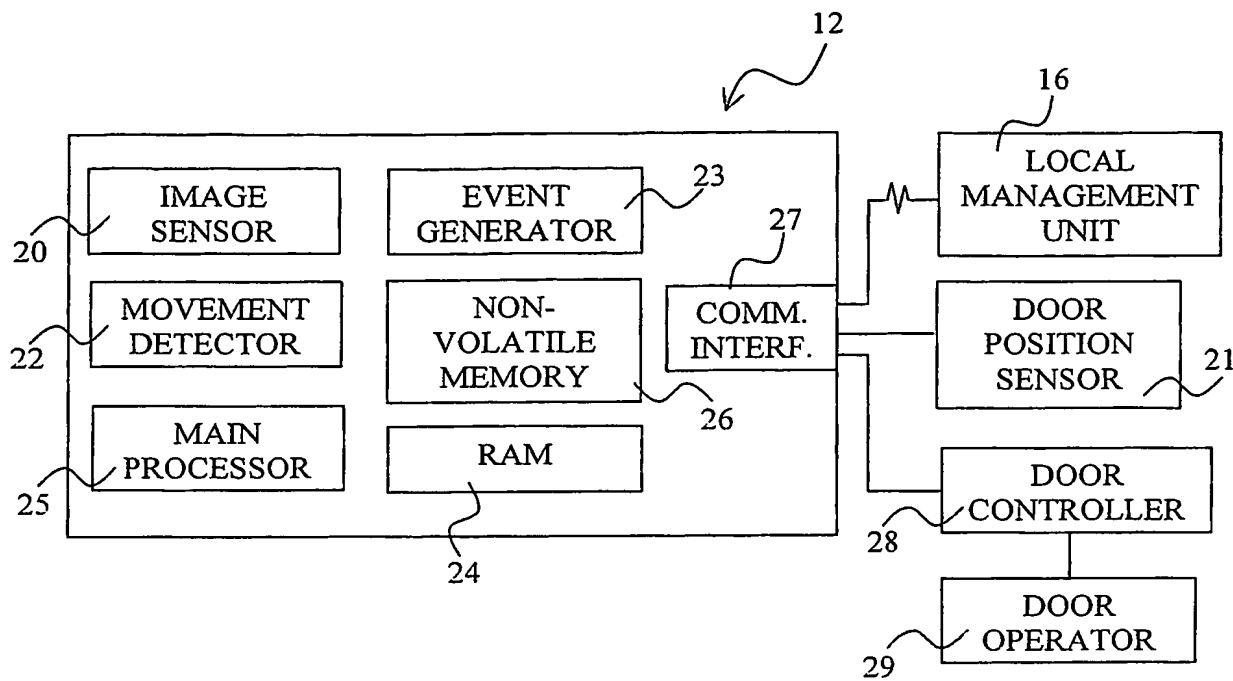 12
16
LOCAL
MANAGEMENT
UNIT
IMAGE
SENSOR
20
EVENT
GENERATOR
23
27
MOVEMENT
DETECTOR
22
NON-
VOLATILE
MEMORY
26
COMM.
INTERF.
DOOR
POSITION
SENSOR
21
MAIN
PROCESSOR
25
RAM
24
DOOR
CONTROLLER
28
DOOR
OPERATOR
29